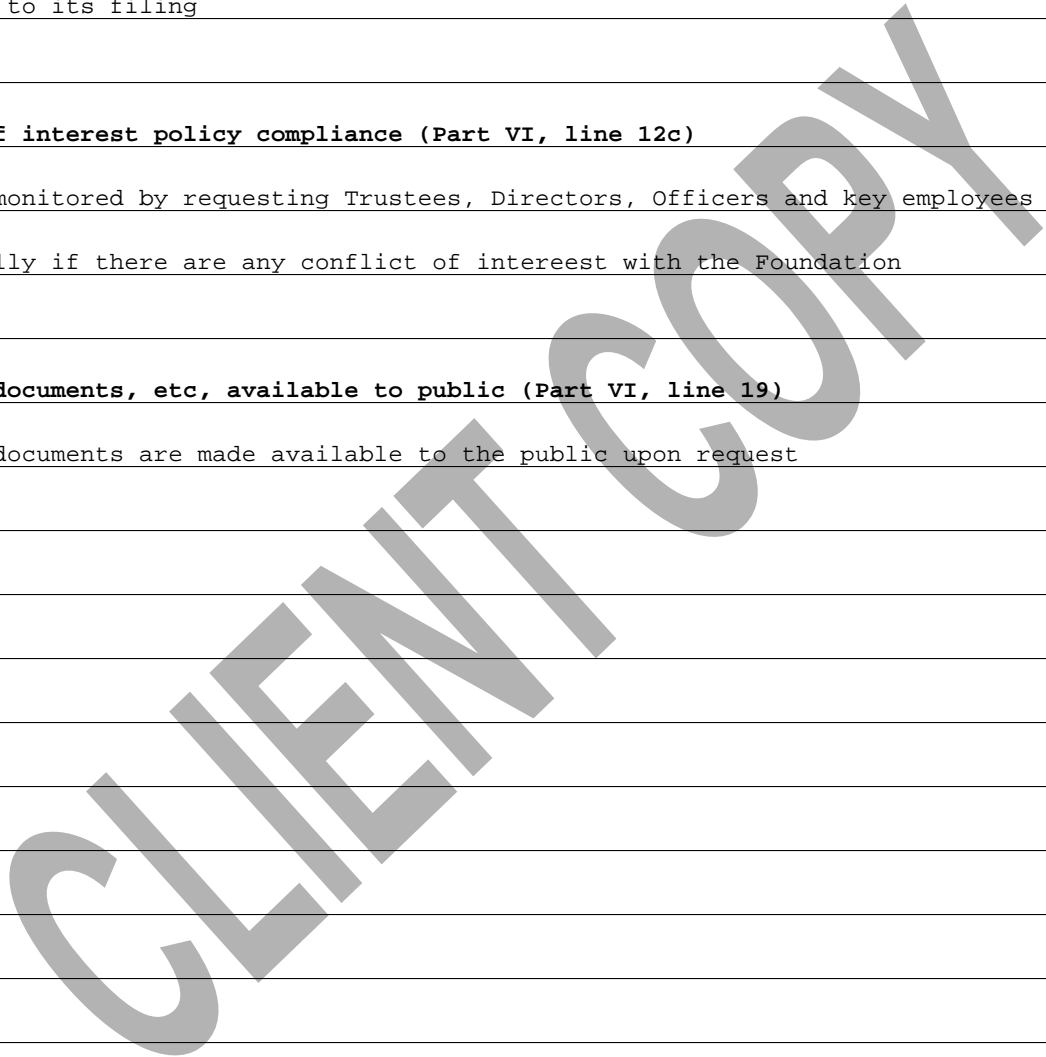 to its filing
interest policy compliance (Part VI, line 12c)
monitored by requesting Trustees, Directors, Officers and key employees
lly if there are any conflict of intereest with the Foundation
documents, etc, available to public (Part VI, line 19)
documents are made available to the public upon request
CLIENT COPY